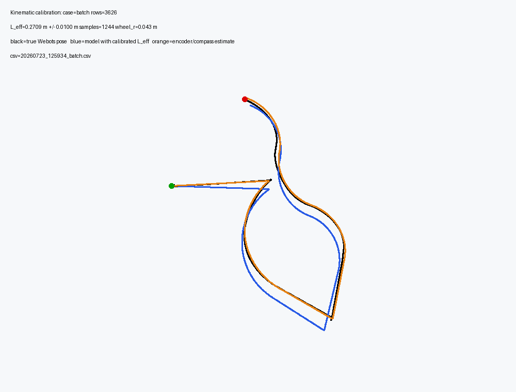 Kinematic calibration: case=batch rows=3626
L_eff=0.2709 m +/- 0.0100 m samples=1244 wheel_r=0.043 m
black=true Webots pose blue=model with calibrated L_eff orange=encoder/compass estimate
csv=20260723_125934_batch.csv